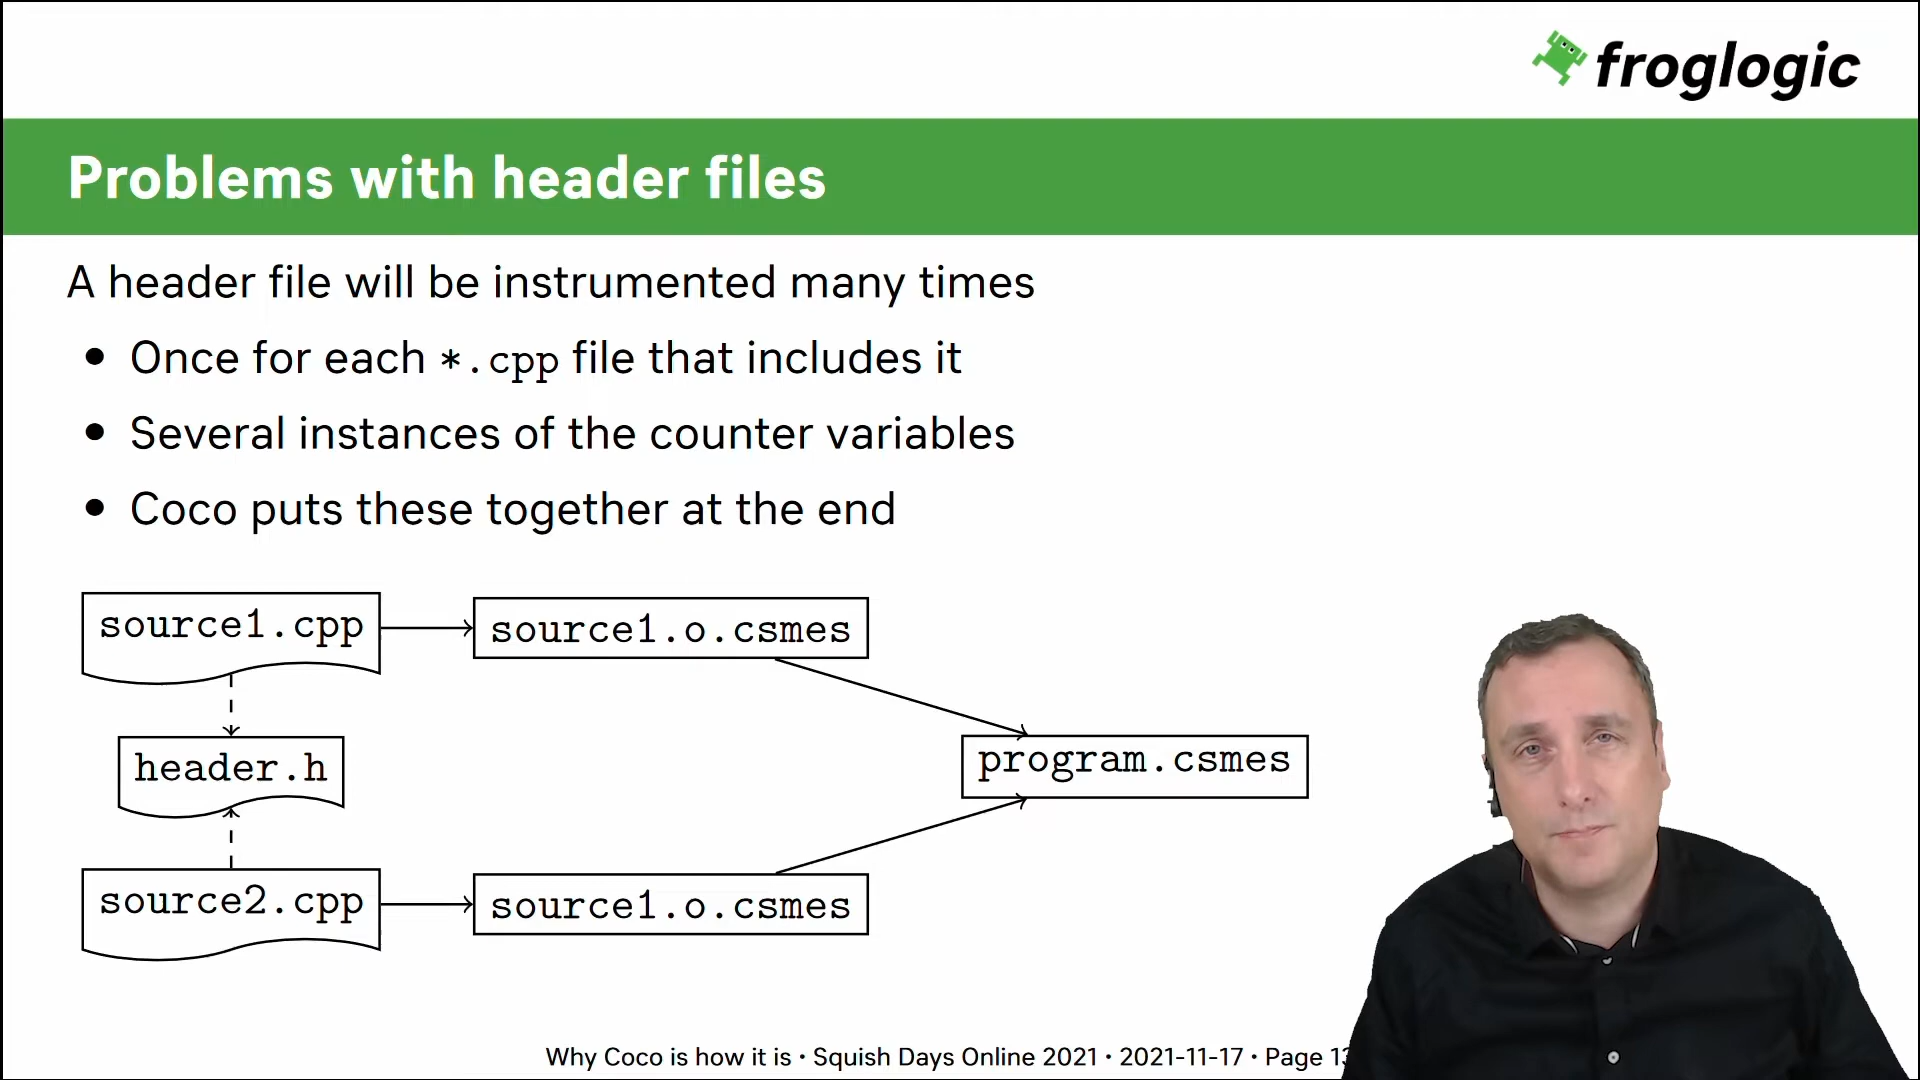 froglogic
Problems with header files
A header file will be instrumented many times
• Once for each *.cpp file that includes it
• Several instances of the counter variables
• Coco puts these together at the end
source1.cpp
source1.o.csmes
header.h
program.csmes
source2.cpp
source1.o.csmes
Why Coco is how it is • Squish Days Online 2021 • 2021-11-17 • Page